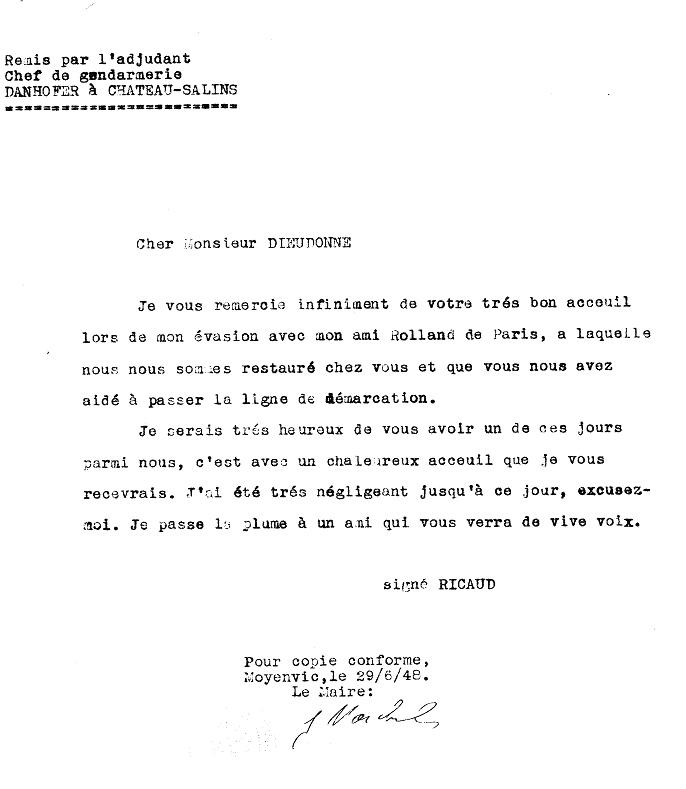 Remis par l'adjudant
Chef de gendarmerie
DANHOFER à CHATEAU-SALINS
=========================
Cher Monsieur DIEUDONNE
Je vous remercie infiniment de votre trés bon acceuil
lors de mon évasion avec mon ami Rolland de Paris, a laquelle
nous nous sommes restauré chez vous et que vous nous avez
aidé à passer la ligne de démarcation.
Je serais trés heureux de vous avoir un de ces jours
parmi nous, c'est avec un chaleureux acceuil que je vous
recevrais. J'ai été trés négligeant jusqu'à ce jour, excusez-
moi. Je passe la plume à un ami qui vous verra de vive voix.
signé RICAUD
Pour copie conforme,
Moyenvic,le 29/6/48.
Le Maire: